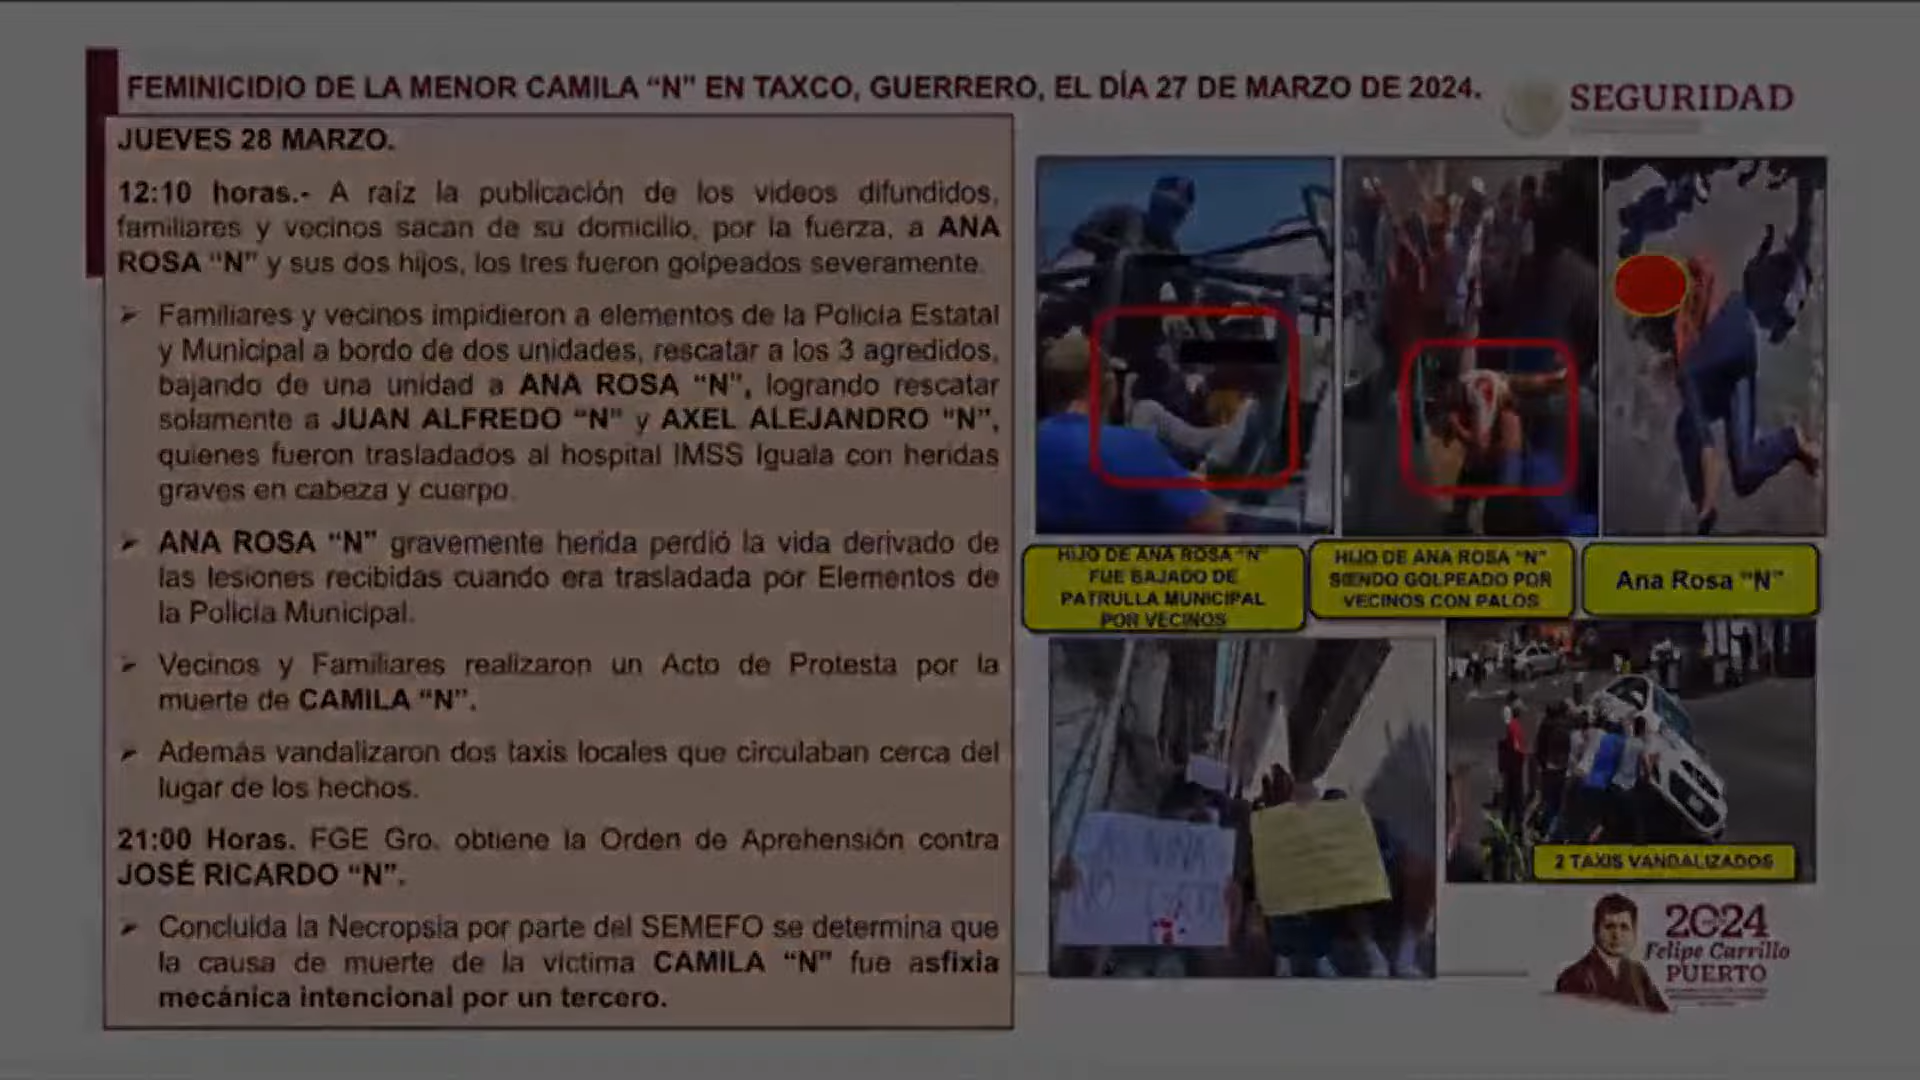 FEMINICIDIO DE LA MENOR CAMILA “N” EN TAXCO, GUERRERO, EL DÍA 27 DE MARZO DE 2024.
SEGURIDAD
JUEVES 28 MARZO.
12:10 horas.- A raíz la publicación de los videos difundidos,
familiares y vecinos sacan de su domicilio, por la fuerza, a ANA
ROSA “N” y sus dos hijos, los tres fueron golpeados severamente.
➤ Familiares y vecinos impidieron a elementos de la Policía Estatal
y Municipal a bordo de dos unidades, rescatar a los 3 agredidos,
bajando de una unidad a ANA ROSA “N”, logrando rescatar
solamente a JUAN ALFREDO “N” y AXEL ALEJANDRO “N”,
quienes fueron trasladados al hospital IMSS Iguala con heridas
graves en cabeza y cuerpo.
➤ ANA ROSA “N” gravemente herida perdió la vida derivado de
las lesiones recibidas cuando era trasladada por Elementos de
la Policía Municipal.
➤ Vecinos y Familiares realizaron un Acto de Protesta por la
muerte de CAMILA “N”.
➤ Además vandalizaron dos taxis locales que circulaban cerca del
lugar de los hechos.
21:00 Horas. FGE Gro. obtiene la Orden de Aprehensión contra
JOSÉ RICARDO “N”.
➤ Concluida la Necropsia por parte del SEMEFO se determina que
la causa de muerte de la víctima CAMILA “N” fue asfixia
mecánica intencional por un tercero.
HIJO DE ANA ROSA “N”
FUE BAJADO DE
PATRULLA MUNICIPAL
POR VECINOS
HIJO DE ANA ROSA “N”
SIENDO GOLPEADO POR
VECINOS CON PALOS
Ana Rosa “N”
NO
2 TAXIS VANDALIZADOS
2024
Felipe Carrillo
PUERTO